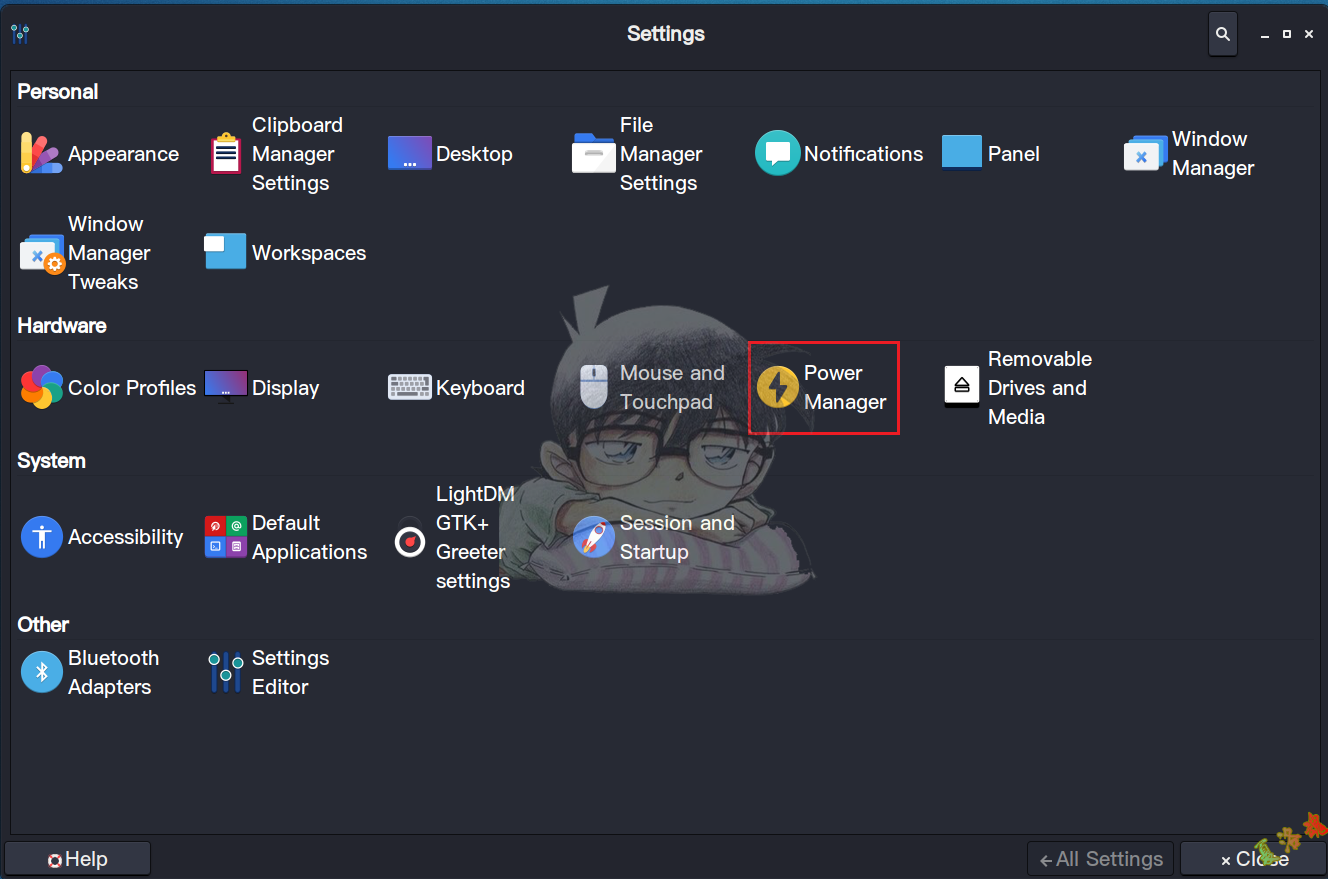 Settings
Personal
Appearance
Clipboard
Manager
Settings
Desktop
File
Manager
Settings
Notifications
Panel
Window
Manager
Window
Manager
Tweaks
Workspaces
Hardware
Color Profiles
Display
Keyboard
Mouse and
Touchpad
Power
Manager
Removable
Drives and
Media
System
Accessibility
Default
Applications
LightDM
GTK+
Greeter
settings
Session and
Startup
Other
Bluetooth
Adapters
Settings
Editor
Help
All Settings
Close